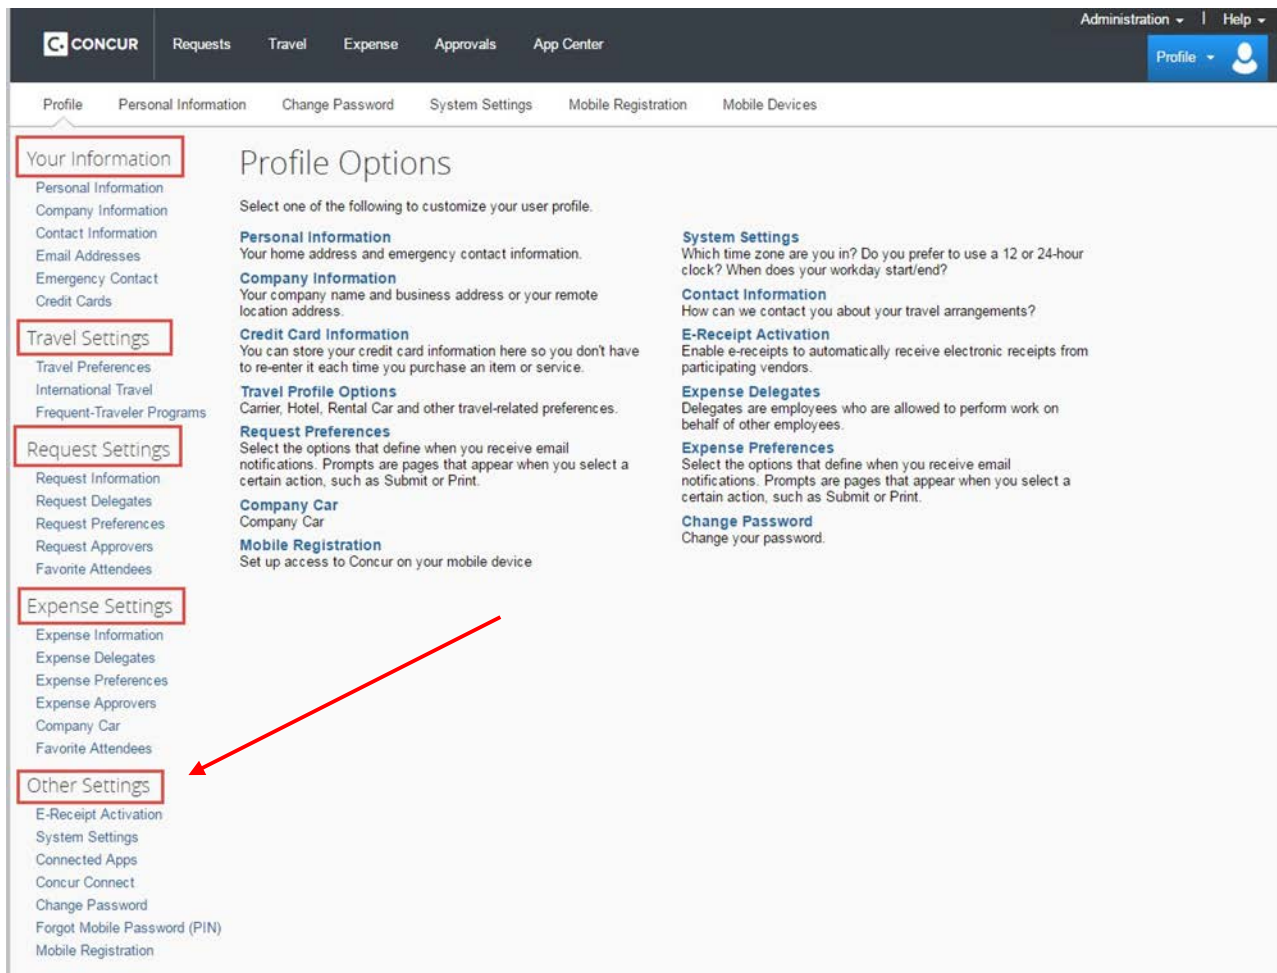 Administration | Help
C. CONCUR Requests Travel Expense Approvals App Center
Profile
Profile Personal Information Change Password System Settings Mobile Registration Mobile Devices
Your Information
Personal Information
Company Information
Contact Information
Email Addresses
Emergency Contact
Credit Cards
Travel Settings
Travel Preferences
International Travel
Frequent-Traveler Programs
Request Settings
Request Information
Request Delegates
Request Preferences
Request Approvers
Favorite Attendees
Expense Settings
Expense Information
Expense Delegates
Expense Preferences
Expense Approvers
Company Car
Favorite Attendees
Other Settings
E-Receipt Activation
System Settings
Connected Apps
Concur Connect
Change Password
Forgot Mobile Password (PIN)
Mobile Registration
Profile Options
Select one of the following to customize your user profile.
Personal Information
Your home address and emergency contact information.
Company Information
Your company name and business address or your remote
location address.
Credit Card Information
You can store your credit card information here so you don't have
to re-enter it each time you purchase an item or service.
Travel Profile Options
Carrier, Hotel, Rental Car and other travel-related preferences.
Request Preferences
Select the options that define when you receive email
notifications. Prompts are pages that appear when you select a
certain action, such as Submit or Print.
Company Car
Company Car
Mobile Registration
Set up access to Concur on your mobile device
System Settings
Which time zone are you in? Do you prefer to use a 12 or 24-hour
clock? When does your workday start/end?
Contact Information
How can we contact you about your travel arrangements?
E-Receipt Activation
Enable e-receipts to automatically receive electronic receipts from
participating vendors.
Expense Delegates
Delegates are employees who are allowed to perform work on
behalf of other employees.
Expense Preferences
Select the options that define when you receive email
notifications. Prompts are pages that appear when you select a
certain action, such as Submit or Print.
Change Password
Change your password.